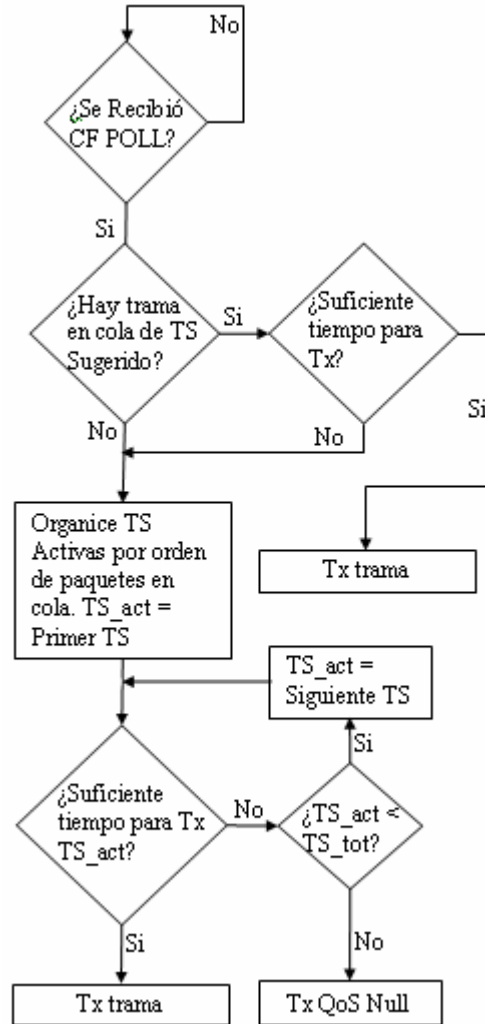 No
¿Se Recibió
CF POLL?
Si
¿Hay trama
en cola de TS
Sugerido?
Si
¿Suficiente
tiempo para
Tx?
Si
No
No
Organice TS
Activas por orden
de paquetes en
cola. TS_act =
Primer TS
Tx trama
TS_act =
Siguiente TS
Si
¿Suficiente
tiempo para Tx
TS_act?
No
¿TS_act <
TS_tot?
Si
No
Tx trama
Tx QoS Null